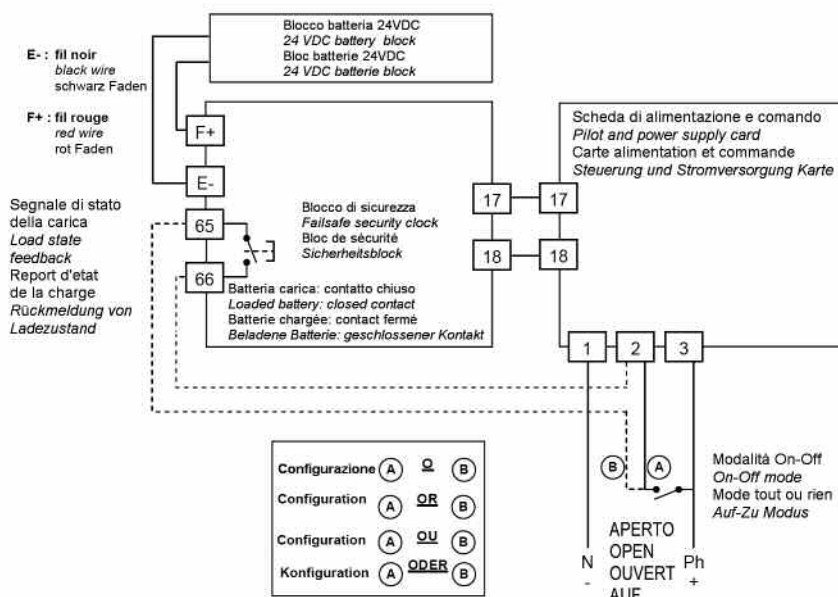 Blocco batteria 24VDC
24 VDC battery block
Bloc batterie 24VDC
24 VDC batterie block
E- : fil noir
black wire
schwarz Faden
F+ : fil rouge
red wire
rot Faden
F+
E-
65
66
Segnale di stato
della carica
Load state
feedback
Report d'etat
de la charge
Rückmeldung von
Ladezustand
Blocco di sicurezza
Failsafe security clock
Bloc de sécurité
Sicherheitsblock
Batteria carica: contatto chiuso
Loaded battery: closed contact
Batterie chargée: contact fermé
Beladene Batterie: geschlossener Kontakt
17
17
18
18
Scheda di alimentazione e comando
Pilot and power supply card
Carte alimentation et commande
Steuerung und Stromversorgung Karte
1
2
3
B
A
Modalità On-Off
On-Off mode
Mode tout ou rien
Auf-Zu Modus
N
-
APERTO
OPEN
OUVERT
AUF
Ph
+
Configurazione A O B
Configuration A OR B
Configuration A OU B
Konfiguration A ODER B